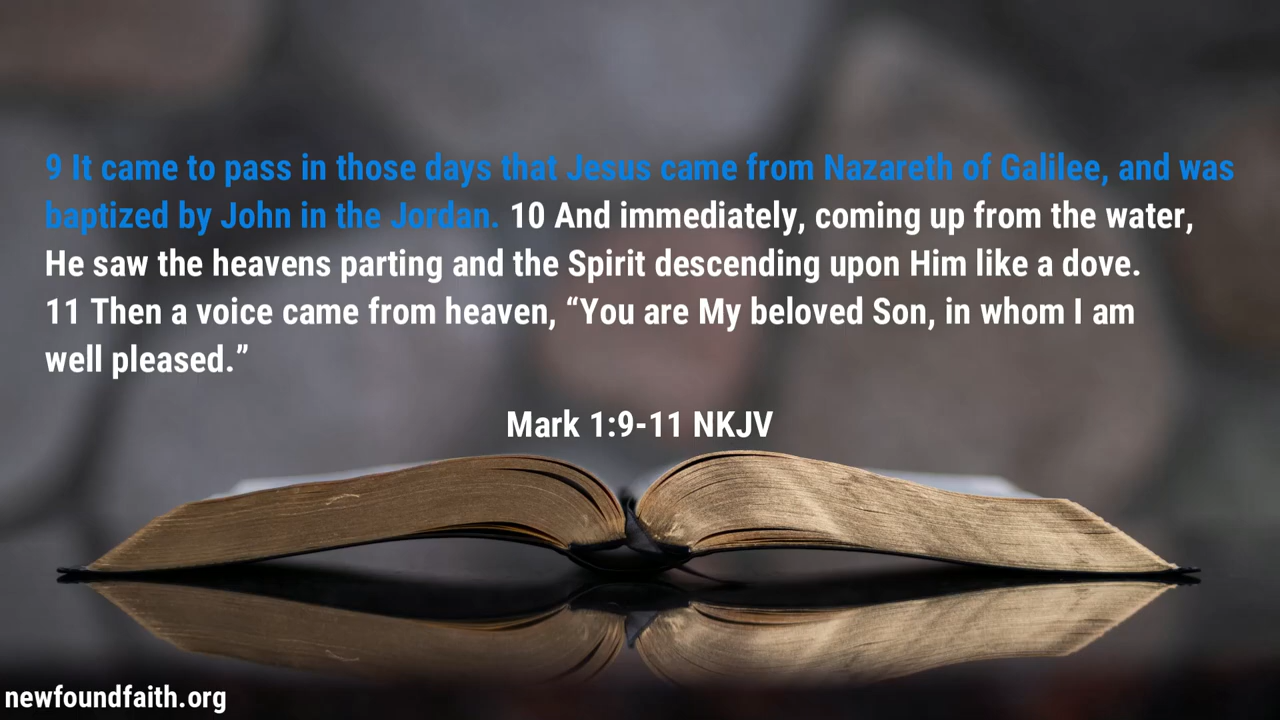 9 It came to pass in those days that Jesus came from Nazareth of Galilee, and was
baptized by John in the Jordan. 10 And immediately, coming up from the water,
He saw the heavens parting and the Spirit descending upon Him like a dove.
11 Then a voice came from heaven, “You are My beloved Son, in whom I am
well pleased.”
Mark 1:9-11 NKJV
newfoundfaith.org